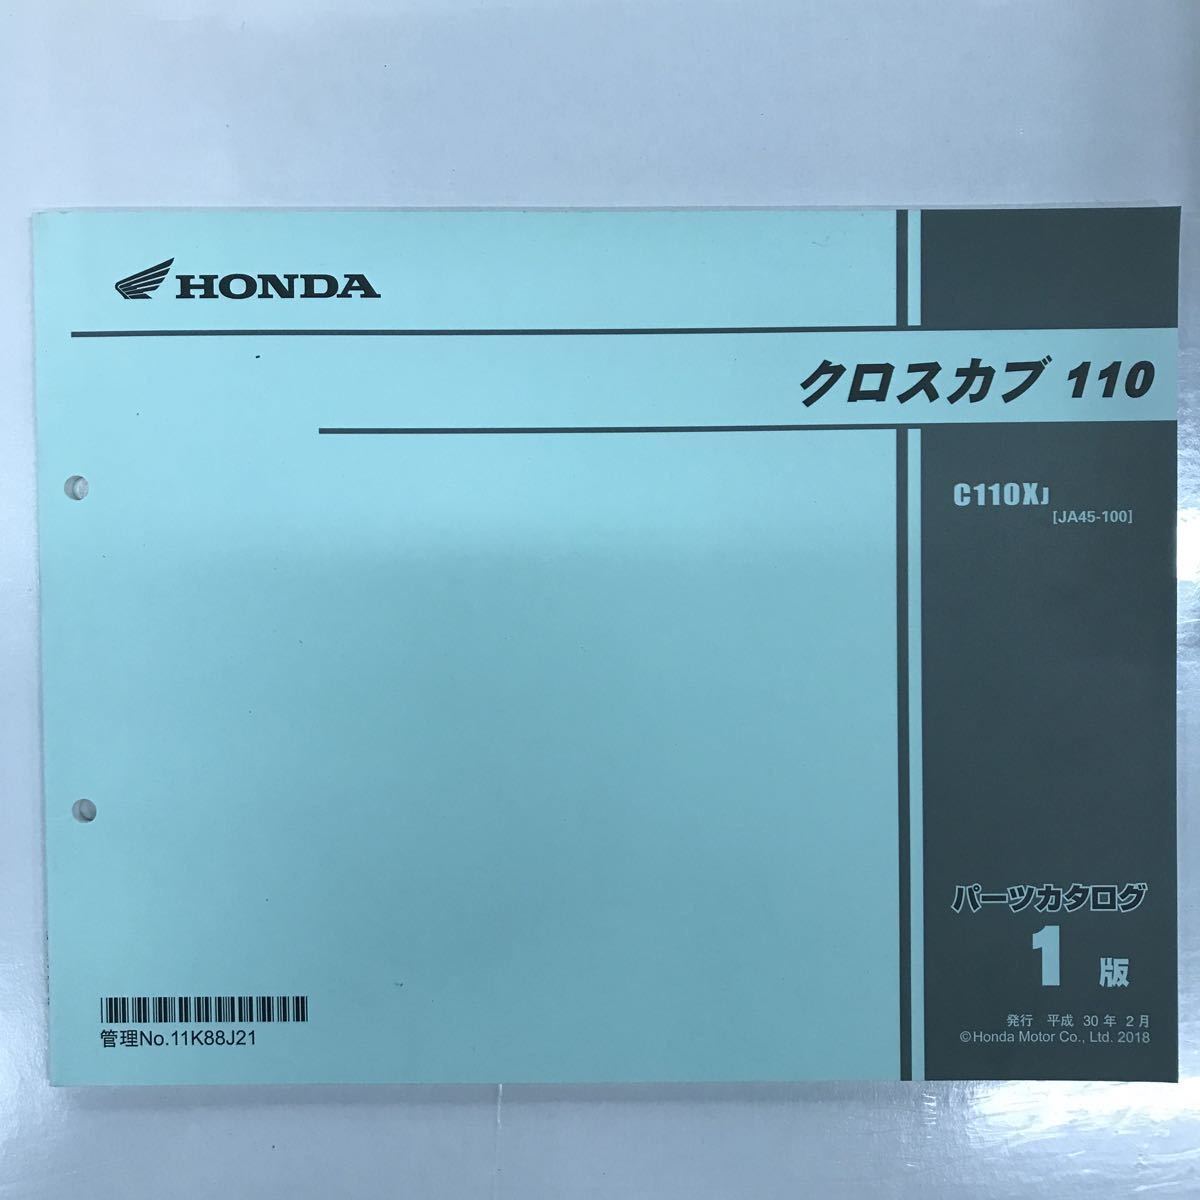 HONDA
クロスカブ 110
C110XJ
[JA45-100]
パーツカタログ
1 版
発行 平成 30 年 2 月
©Honda Motor Co., Ltd. 2018
管理No.11K88J21